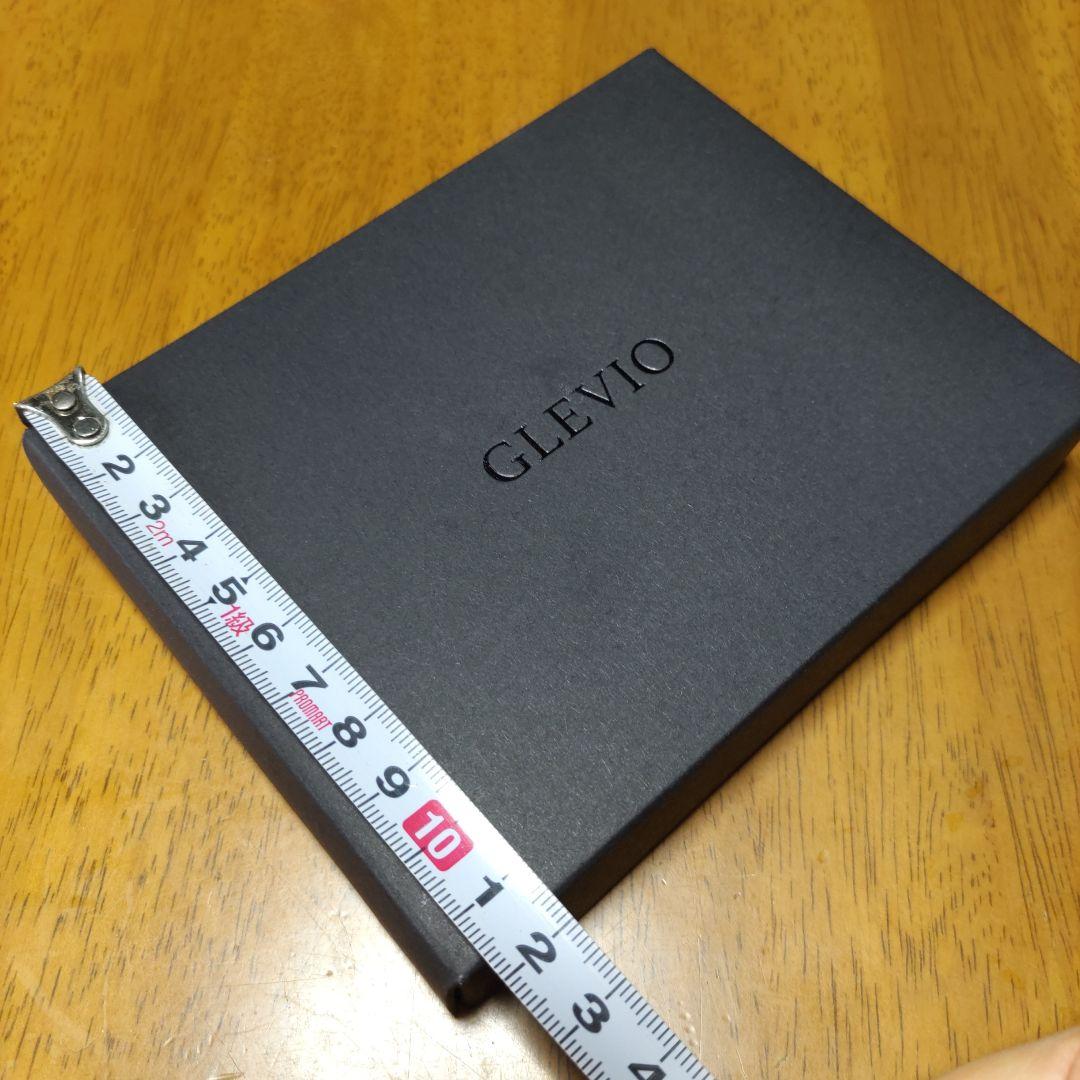 GLEVIO
2 3 4 5 6 7 8 9 10 1 2 3 4
2m 1級 PROMART